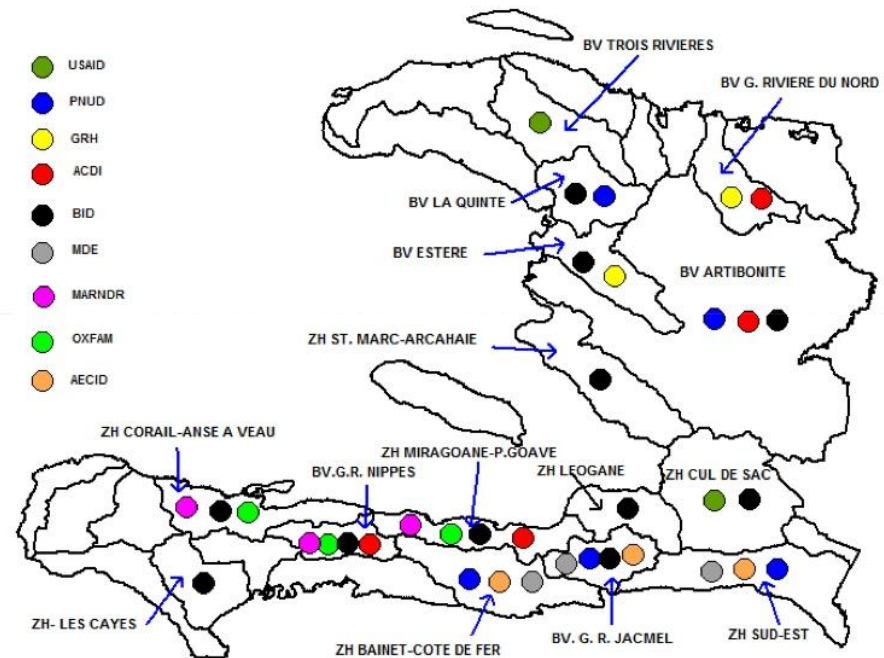 USAID
PNUD
GRH
ACDI
BID
MDE
MARNDR
OXFAM
AECID
BV TROIS RIVIERES
BV G. RIVIERE DU NORD
BV LA QUINTE
BV ESTERE
BV ARTIBONITE
ZH ST. MARC-ARCAHAIE
ZH CORAIL-ANSE A VEAU
BV.G.R. NIPPES
ZH MIRAGOANE-P.GOAVE
ZH LEOGANE
ZH CUL DE SAC
ZH- LES CAYES
ZH BAINET-COTE DE FER
BV. G. R. JACMEL
ZH SUD-EST